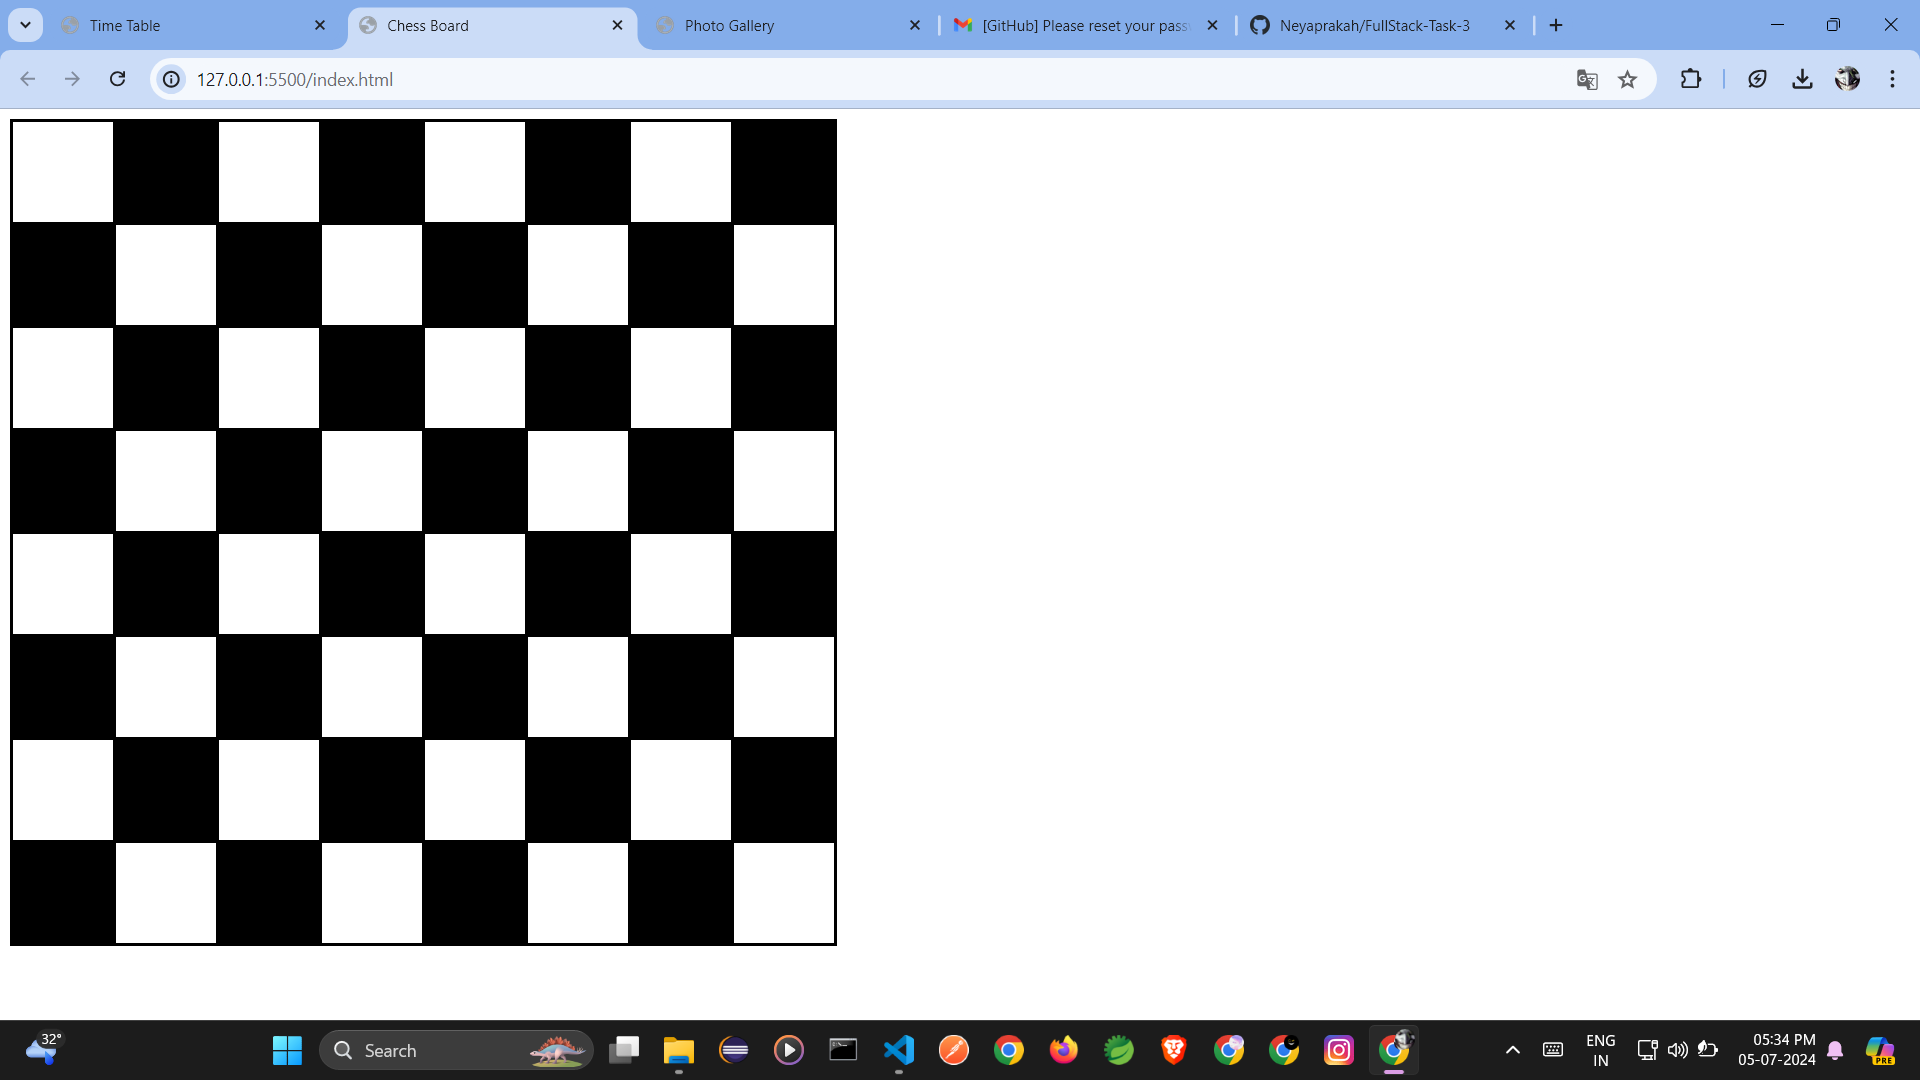 Time Table
Chess Board
Photo Gallery
[GitHub] Please reset your pass
Neyaprakah/FullStack-Task-3
127.0.0.1:5500/index.html
32°
Search
ENG
IN
05:34 PM
05-07-2024
PRE